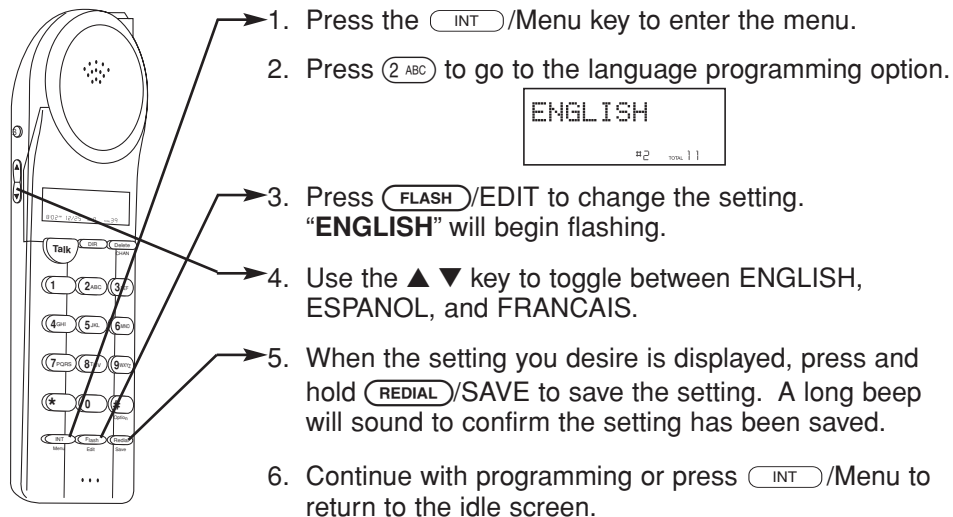 1. Press the INT /Menu key to enter the menu.
2. Press 2 ABC to go to the language programming option.
ENGLISH
#2 TOTAL 11
3. Press FLASH /EDIT to change the setting.
“ENGLISH” will begin flashing.
4. Use the ▲ ▼ key to toggle between ENGLISH,
ESPANOL, and FRANCAIS.
5. When the setting you desire is displayed, press and
hold REDIAL /SAVE to save the setting. A long beep
will sound to confirm the setting has been saved.
6. Continue with programming or press INT /Menu to
return to the idle screen.
12/25
Talk DIR Delete
CHAN
1 2ABC 3
4GHI 5JKL 6MNO
7PQRS 8 9WXYZ
* 0 #
Option
INT Flash Redial
Menu Edit Save